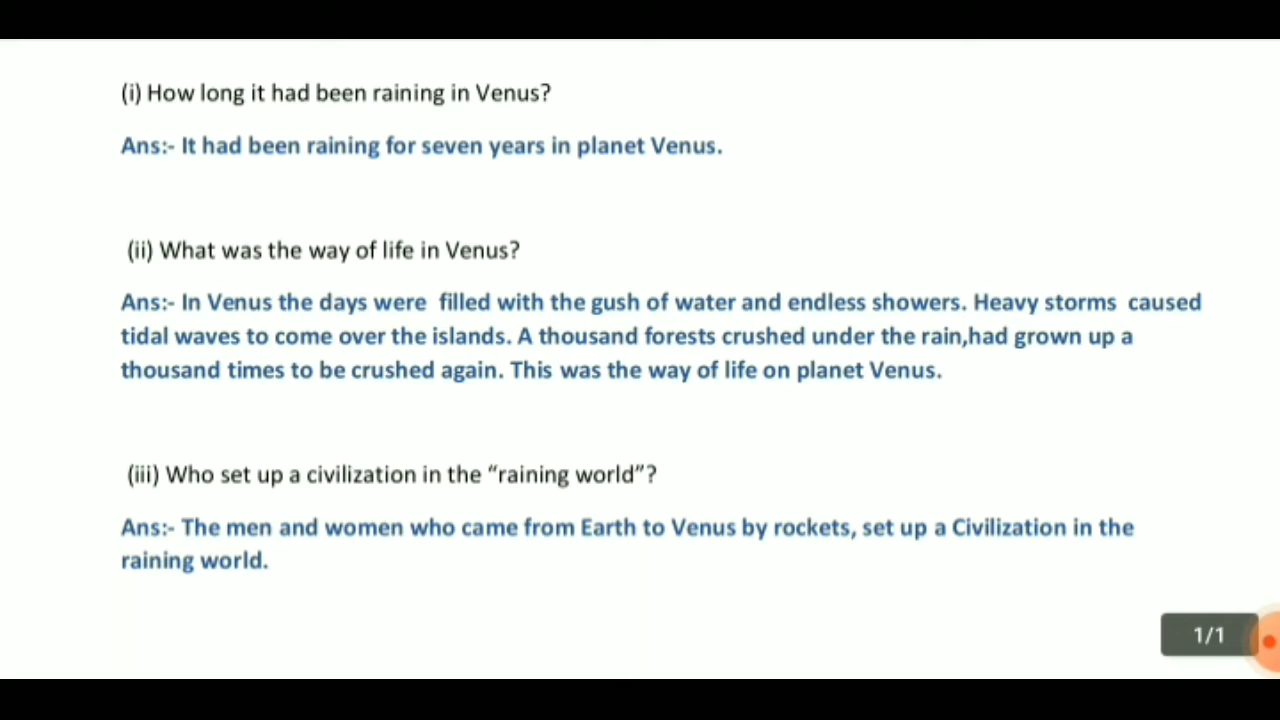 (i) How long it had been raining in Venus?
Ans:- It had been raining for seven years in planet Venus.
(ii) What was the way of life in Venus?
Ans:- In Venus the days were filled with the gush of water and endless showers. Heavy storms caused
tidal waves to come over the islands. A thousand forests crushed under the rain,had grown up a
thousand times to be crushed again. This was the way of life on planet Venus.
(iii) Who set up a civilization in the “raining world”?
Ans:- The men and women who came from Earth to Venus by rockets, set up a Civilization in the
raining world.
1/1